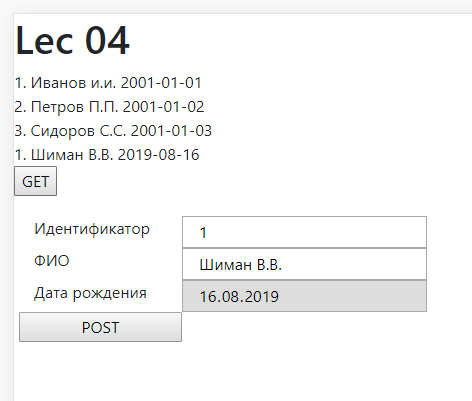 Lec 04
1. Иванов и.и. 2001-01-01
2. Петров П.П. 2001-01-02
3. Сидоров С.С. 2001-01-03
1. Шиман В.В. 2019-08-16
GET
Идентификатор 1
ФИО Шиман В.В.
Дата рождения 16.08.2019
POST